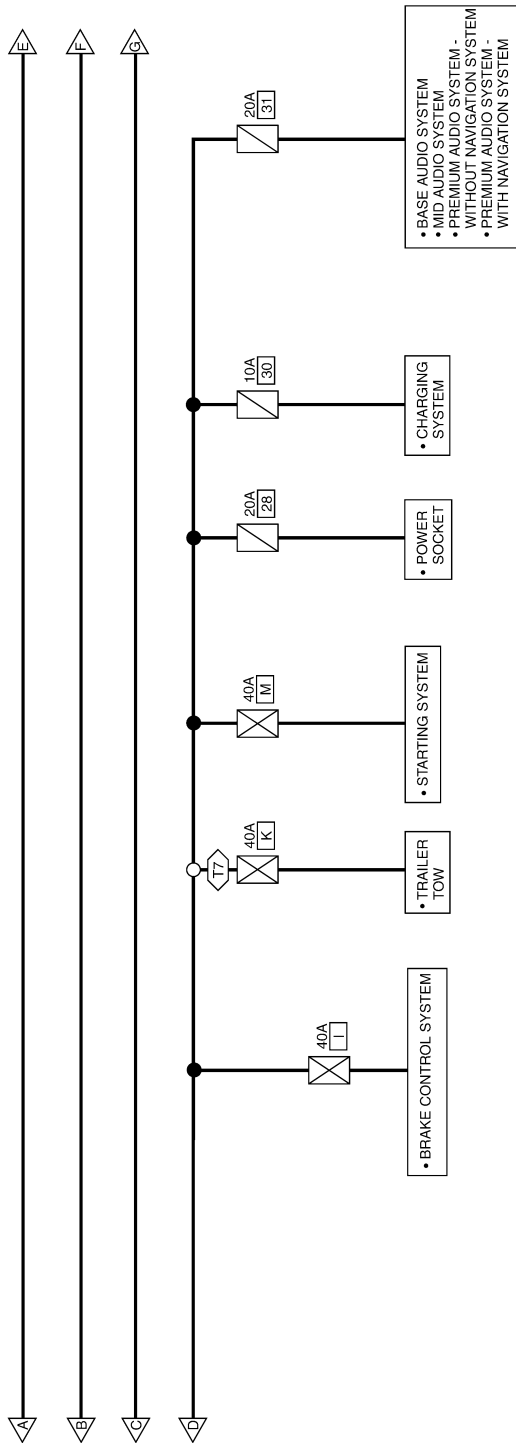 A
E
B
F
C
G
D
40A
I
• BRAKE CONTROL SYSTEM
T7
40A
K
• TRAILER
TOW
40A
M
• STARTING SYSTEM
20A
28
• POWER
SOCKET
10A
30
• CHARGING
SYSTEM
20A
31
• BASE AUDIO SYSTEM
• MID AUDIO SYSTEM
• PREMIUM AUDIO SYSTEM -
WITHOUT NAVIGATION SYSTEM
• PREMIUM AUDIO SYSTEM -
WITH NAVIGATION SYSTEM